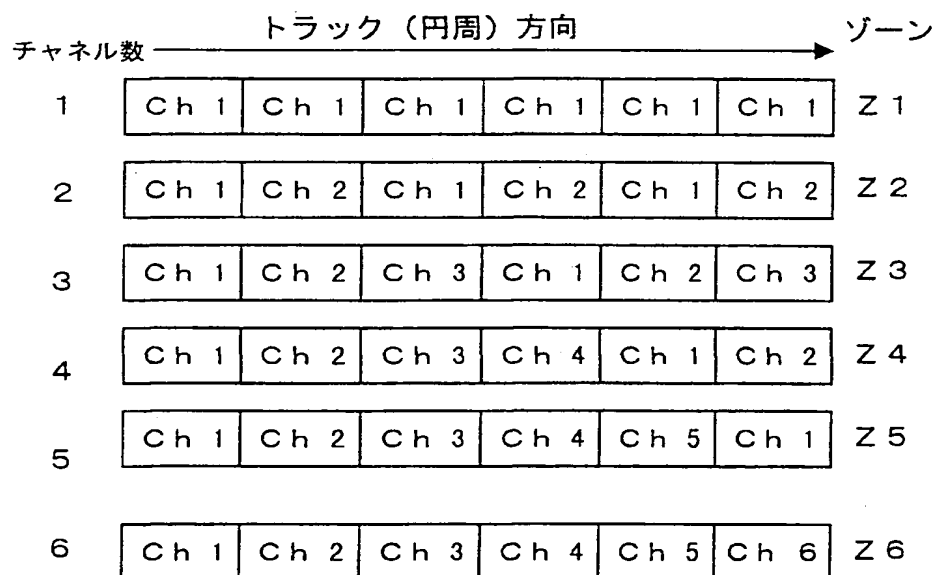 トラック（円周）方向 ゾーン
チャネル数
1 Ch 1 Ch 1 Ch 1 Ch 1 Ch 1 Ch 1 Z 1
2 Ch 1 Ch 2 Ch 1 Ch 2 Ch 1 Ch 2 Z 2
3 Ch 1 Ch 2 Ch 3 Ch 1 Ch 2 Ch 3 Z 3
4 Ch 1 Ch 2 Ch 3 Ch 4 Ch 1 Ch 2 Z 4
5 Ch 1 Ch 2 Ch 3 Ch 4 Ch 5 Ch 1 Z 5
6 Ch 1 Ch 2 Ch 3 Ch 4 Ch 5 Ch 6 Z 6